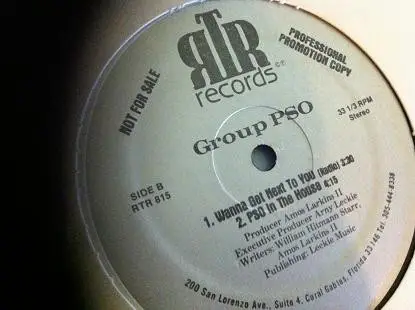 RTR
records ©®
NOT FOR SALE
PROFESSIONAL
PROMOTION COPY
33 1/3 RPM
Stereo
Group PSO
SIDE B
RTR 815
1. Wanna Get Next To You (Radio) 3:30
2. PSO In The House 4:15
Producer Amos Larkins II
Executive Producer Arny Leckie
Writers: William Hitmann Starr,
Amos Larkins II
Publishing: Leckie Music
200 San Lorenzo Ave., Suite 4, Coral Gables, Florida 33146 Tel. 305-444-8338